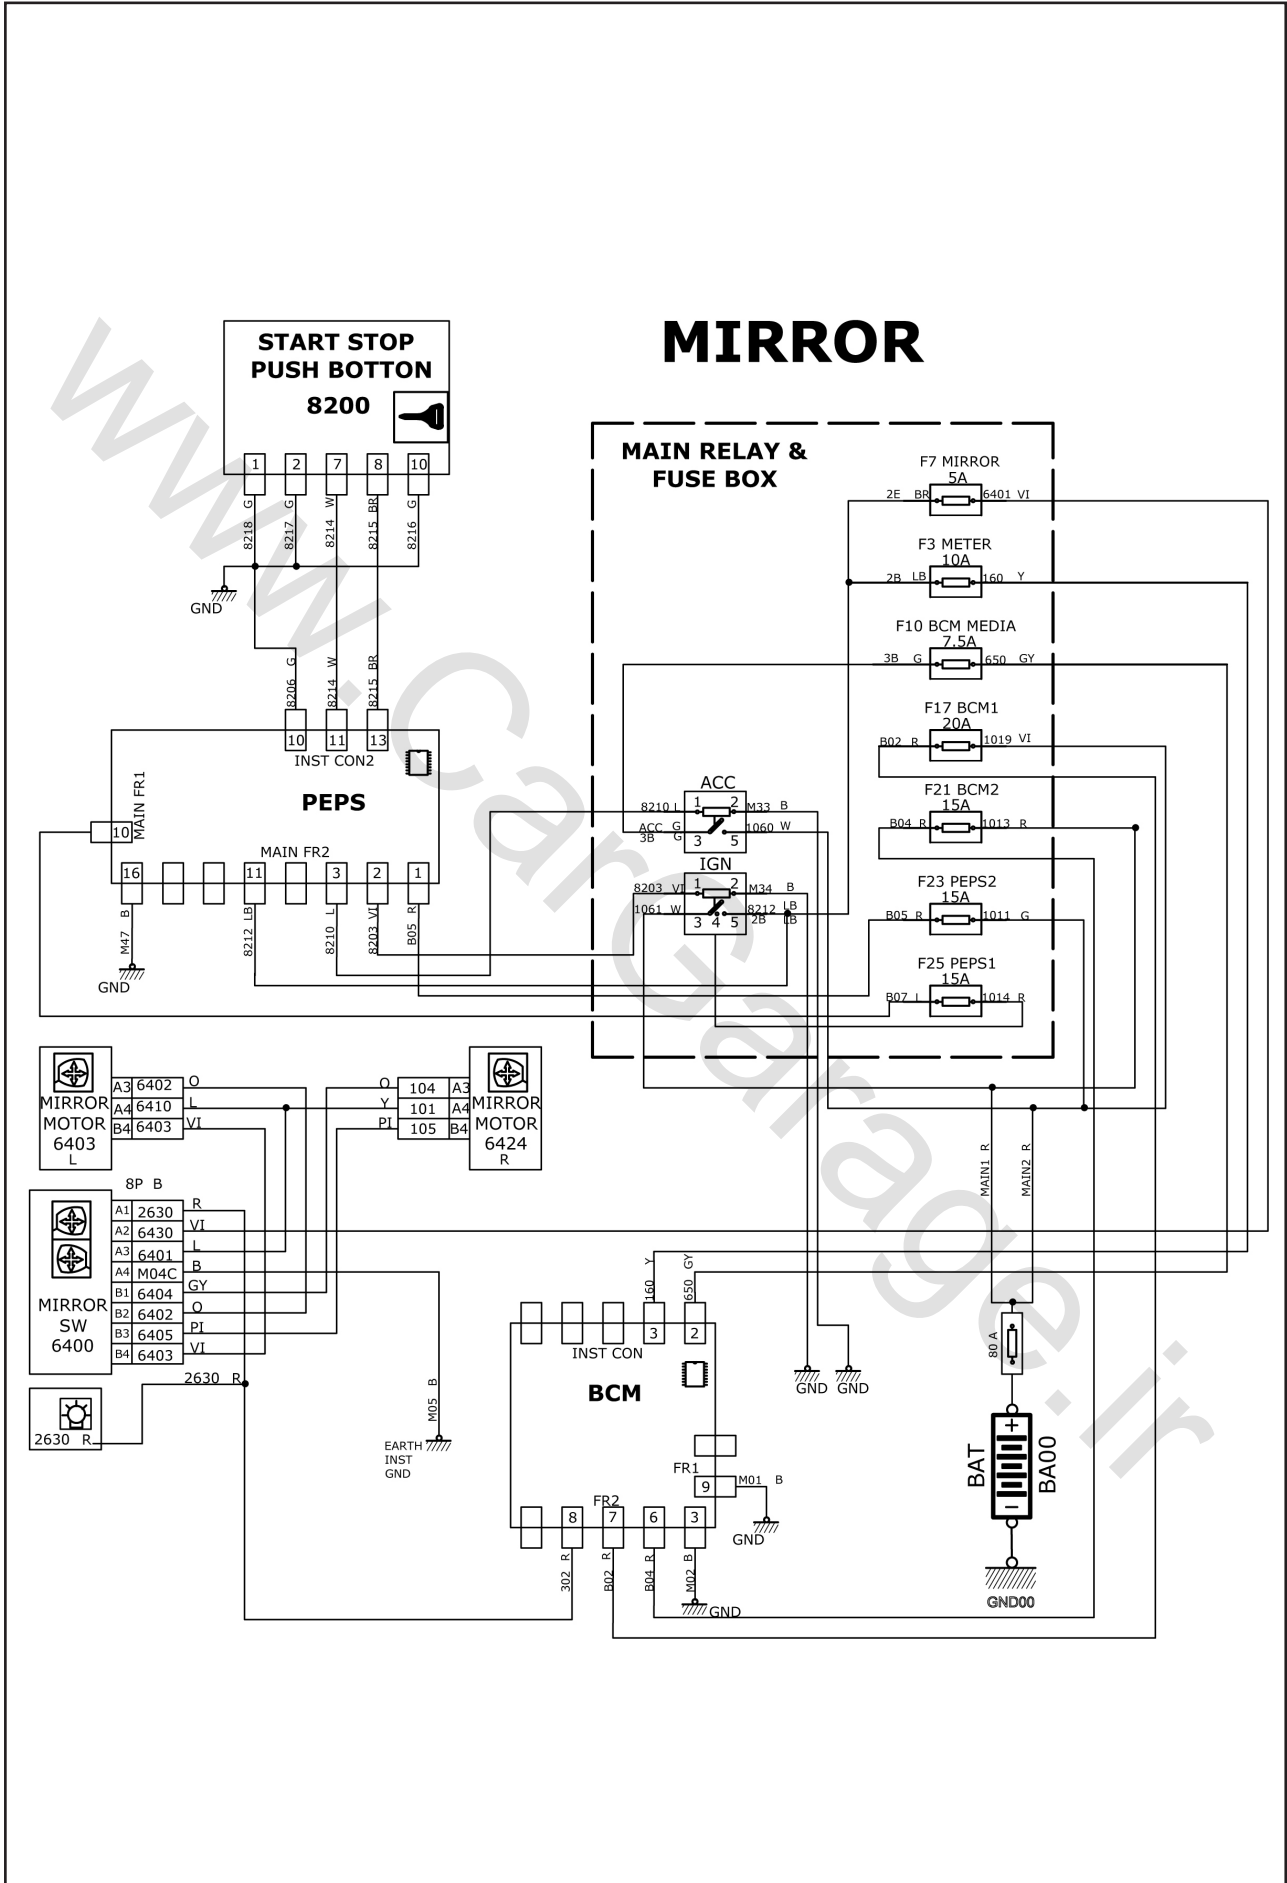 MIRROR
START STOP
PUSH BOTTON
8200
1 2 7 8 10
8218 G
8217 G
8214 W
8215 BR
8216 G
GND
8206 G
8214 W
8215 BR
10 11 13
INST CON2
PEPS
MAIN FR1
10
MAIN FR2
16 11 3 2 1
M47 B
8212 LB
8210 L
8203 VI
B05 R
GND
MAIN RELAY &
FUSE BOX
F7 MIRROR
5A
2E BR 6401 VI
F3 METER
10A
2B LB 160 Y
F10 BCM MEDIA
7.5A
3B G 650 GY
F17 BCM1
20A
B02 R 1019 VI
F21 BCM2
15A
B04 R 1013 R
F23 PEPS2
15A
B05 R 1011 G
F25 PEPS1
15A
B07 L 1014 R
ACC
8210 L 1 2 M33 B
ACC G 3 5 1060 W
3B G
IGN
8203 VI 1 2 M34 B
1061 W 3 4 5 8212 LB
2B LB
MIRROR
MOTOR
6403
L
A3 6402 O
A4 6410 L
B4 6403 VI
O 104 A3
Y 101 A4
PI 105 B4
MIRROR
MOTOR
6424
R
8P B
A1 2630 R
A2 6430 VI
A3 6401 L
A4 M04C B
B1 6404 GY
B2 6402 O
B3 6405 PI
B4 6403 VI
MIRROR
SW
6400
2630 R
2630 R
M05 B
EARTH
INST
GND
160 Y
650 GY
3 2
INST CON
BCM
FR1
9 M01 B
GND
FR2
8 7 6 3
302 R
B02 R
B04 R
M02 B
GND
GND GND
MAIN1 R
MAIN2 R
80 A
+
BAT
BA00
−
GND00
www.CarGarage.ir